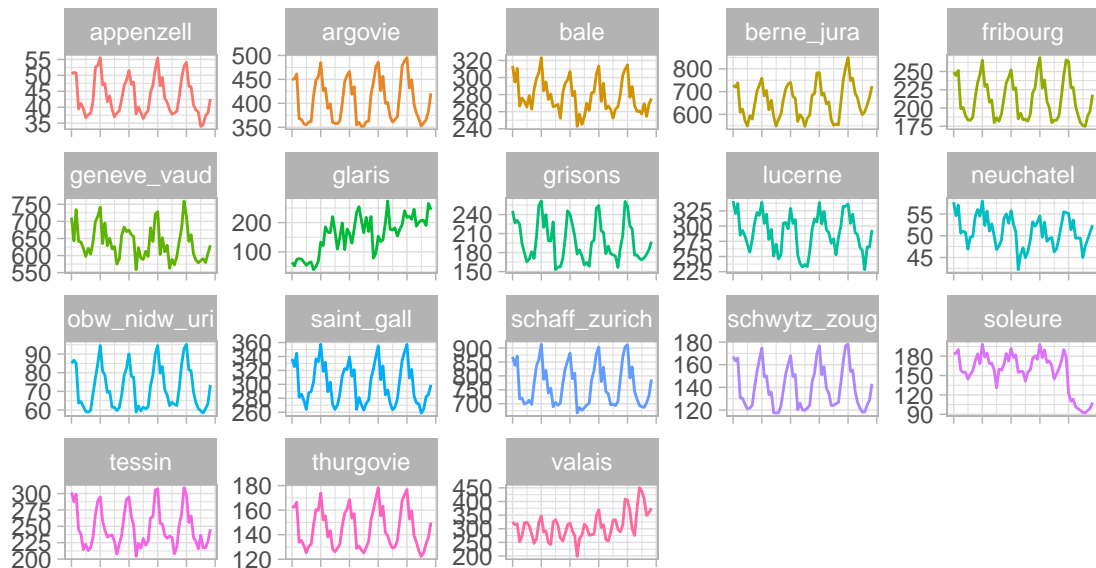 appenzell argovie bale berne_jura fribourg
55 50 45 40 35
500 450 400 350
320 300 280 260 240
800 700 600
250 225 200 175
geneve_vaud glaris grisons lucerne neuchatel
750 700 650 600 550
200 100
240 210 180 150
325 300 275 250 225
55 50 45
obw_nidw_uri saint_gall schaff_zurich schwytz_zoug soleure
90 80 70 60
360 340 320 300 280 260
900 850 800 750 700
180 160 140 120
180 150 120 90
tessin thurgovie valais
300 275 250 225 200
180 160 140 120
450 400 350 300 250 200